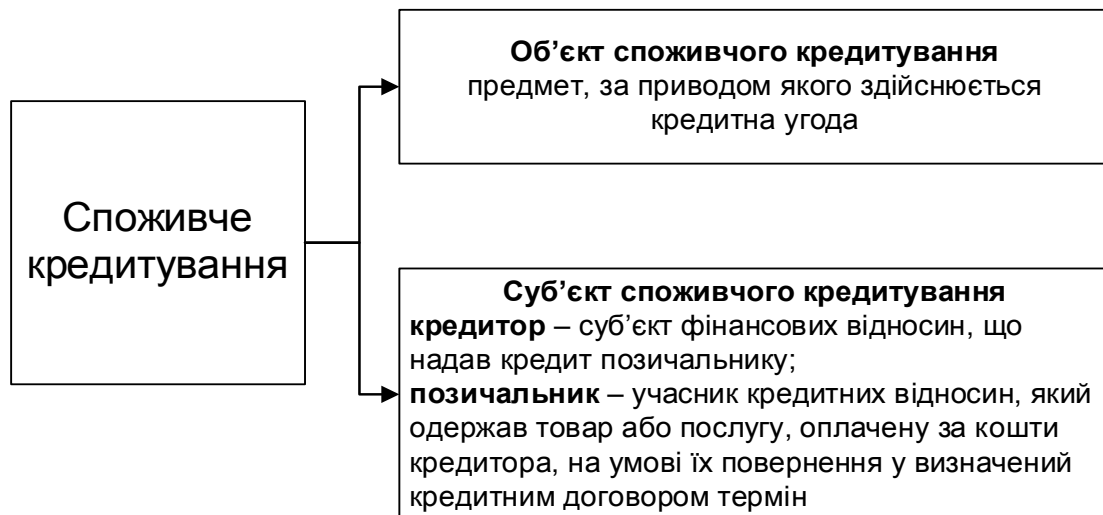 Об’єкт споживчого кредитування
предмет, за приводом якого здійснюється
кредитна угода
Споживче
кредитування
Суб’єкт споживчого кредитування
кредитор – суб’єкт фінансових відносин, що
надав кредит позичальнику;
позичальник – учасник кредитних відносин, який
одержав товар або послугу, оплачену за кошти
кредитора, на умові їх повернення у визначений
кредитним договором термін